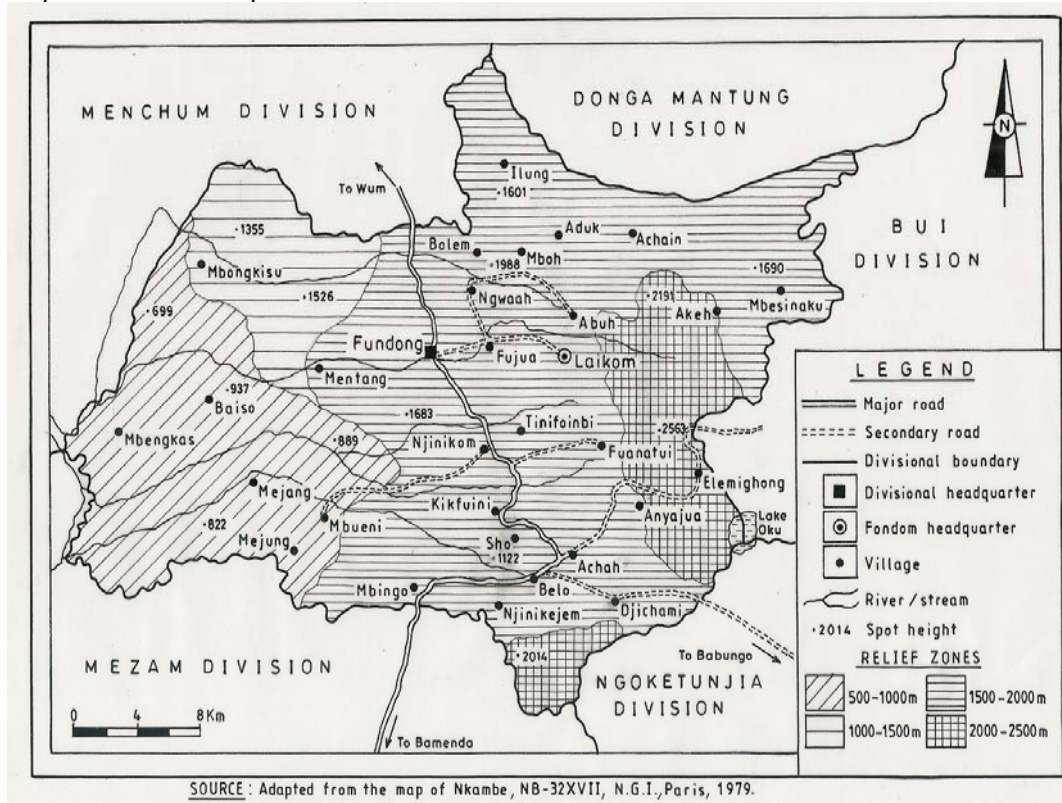 MENCHUM DIVISION
DONGA MANTUNG
DIVISION
N
Ilung
•1601
To Wum
BUI
DIVISION
•1355
Aduk
Achain
Bolem
Mboh
•1988
Mbongkisu
•1690
•1526
Ngwaah
•2191
Akeh
Mbesinaku
•699
Abuh
Fundong
Fujua
Laikom
Mentang
•937
Baiso
•1683
Tinifoinbi
•2563
Mbengkas
•889
Njinikom
Fuanatui
Elemighong
Mejang
Kikfuini
Anyajua
•822
Mbueni
Lake
Oku
Mejung
Sho
•1122
Achah
Mbingo
Belo
Njinikejem
Djichami
•2014
To Babungo
MEZAM DIVISION
NGOKETUNJIA
DIVISION
0 4 8 Km
To Bamenda
LEGEND
Major road
Secondary road
Divisional boundary
Divisional headquarter
Fondom headquarter
Village
River/stream
•2014 Spot height
RELIEF ZONES
500-1000m
1500-2000m
1000-1500m
2000-2500m
SOURCE: Adapted from the map of Nkambe, NB-32XVII, N.G.I., Paris, 1979.